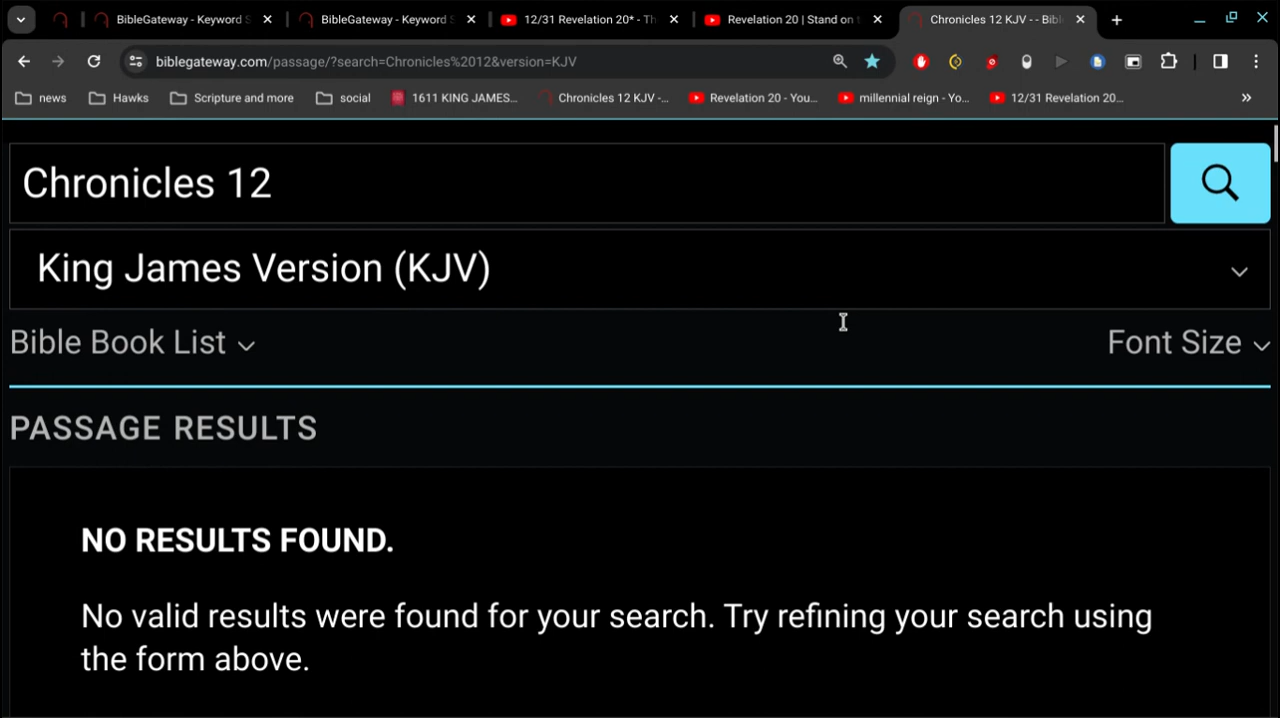 BibleGateway - Keyword S
BibleGateway - Keyword S
12/31 Revelation 20* - Th
Revelation 20 | Stand on t
Chronicles 12 KJV - - Bibl
biblegateway.com/passage/?search=Chronicles%2012&version=KJV
news
Hawks
Scripture and more
social
1611 KING JAMES...
Chronicles 12 KJV -...
Revelation 20 - You...
millennial reign - Yo...
12/31 Revelation 20...
Chronicles 12
King James Version (KJV)
Bible Book List
Font Size
PASSAGE RESULTS
NO RESULTS FOUND.
No valid results were found for your search. Try refining your search using
the form above.